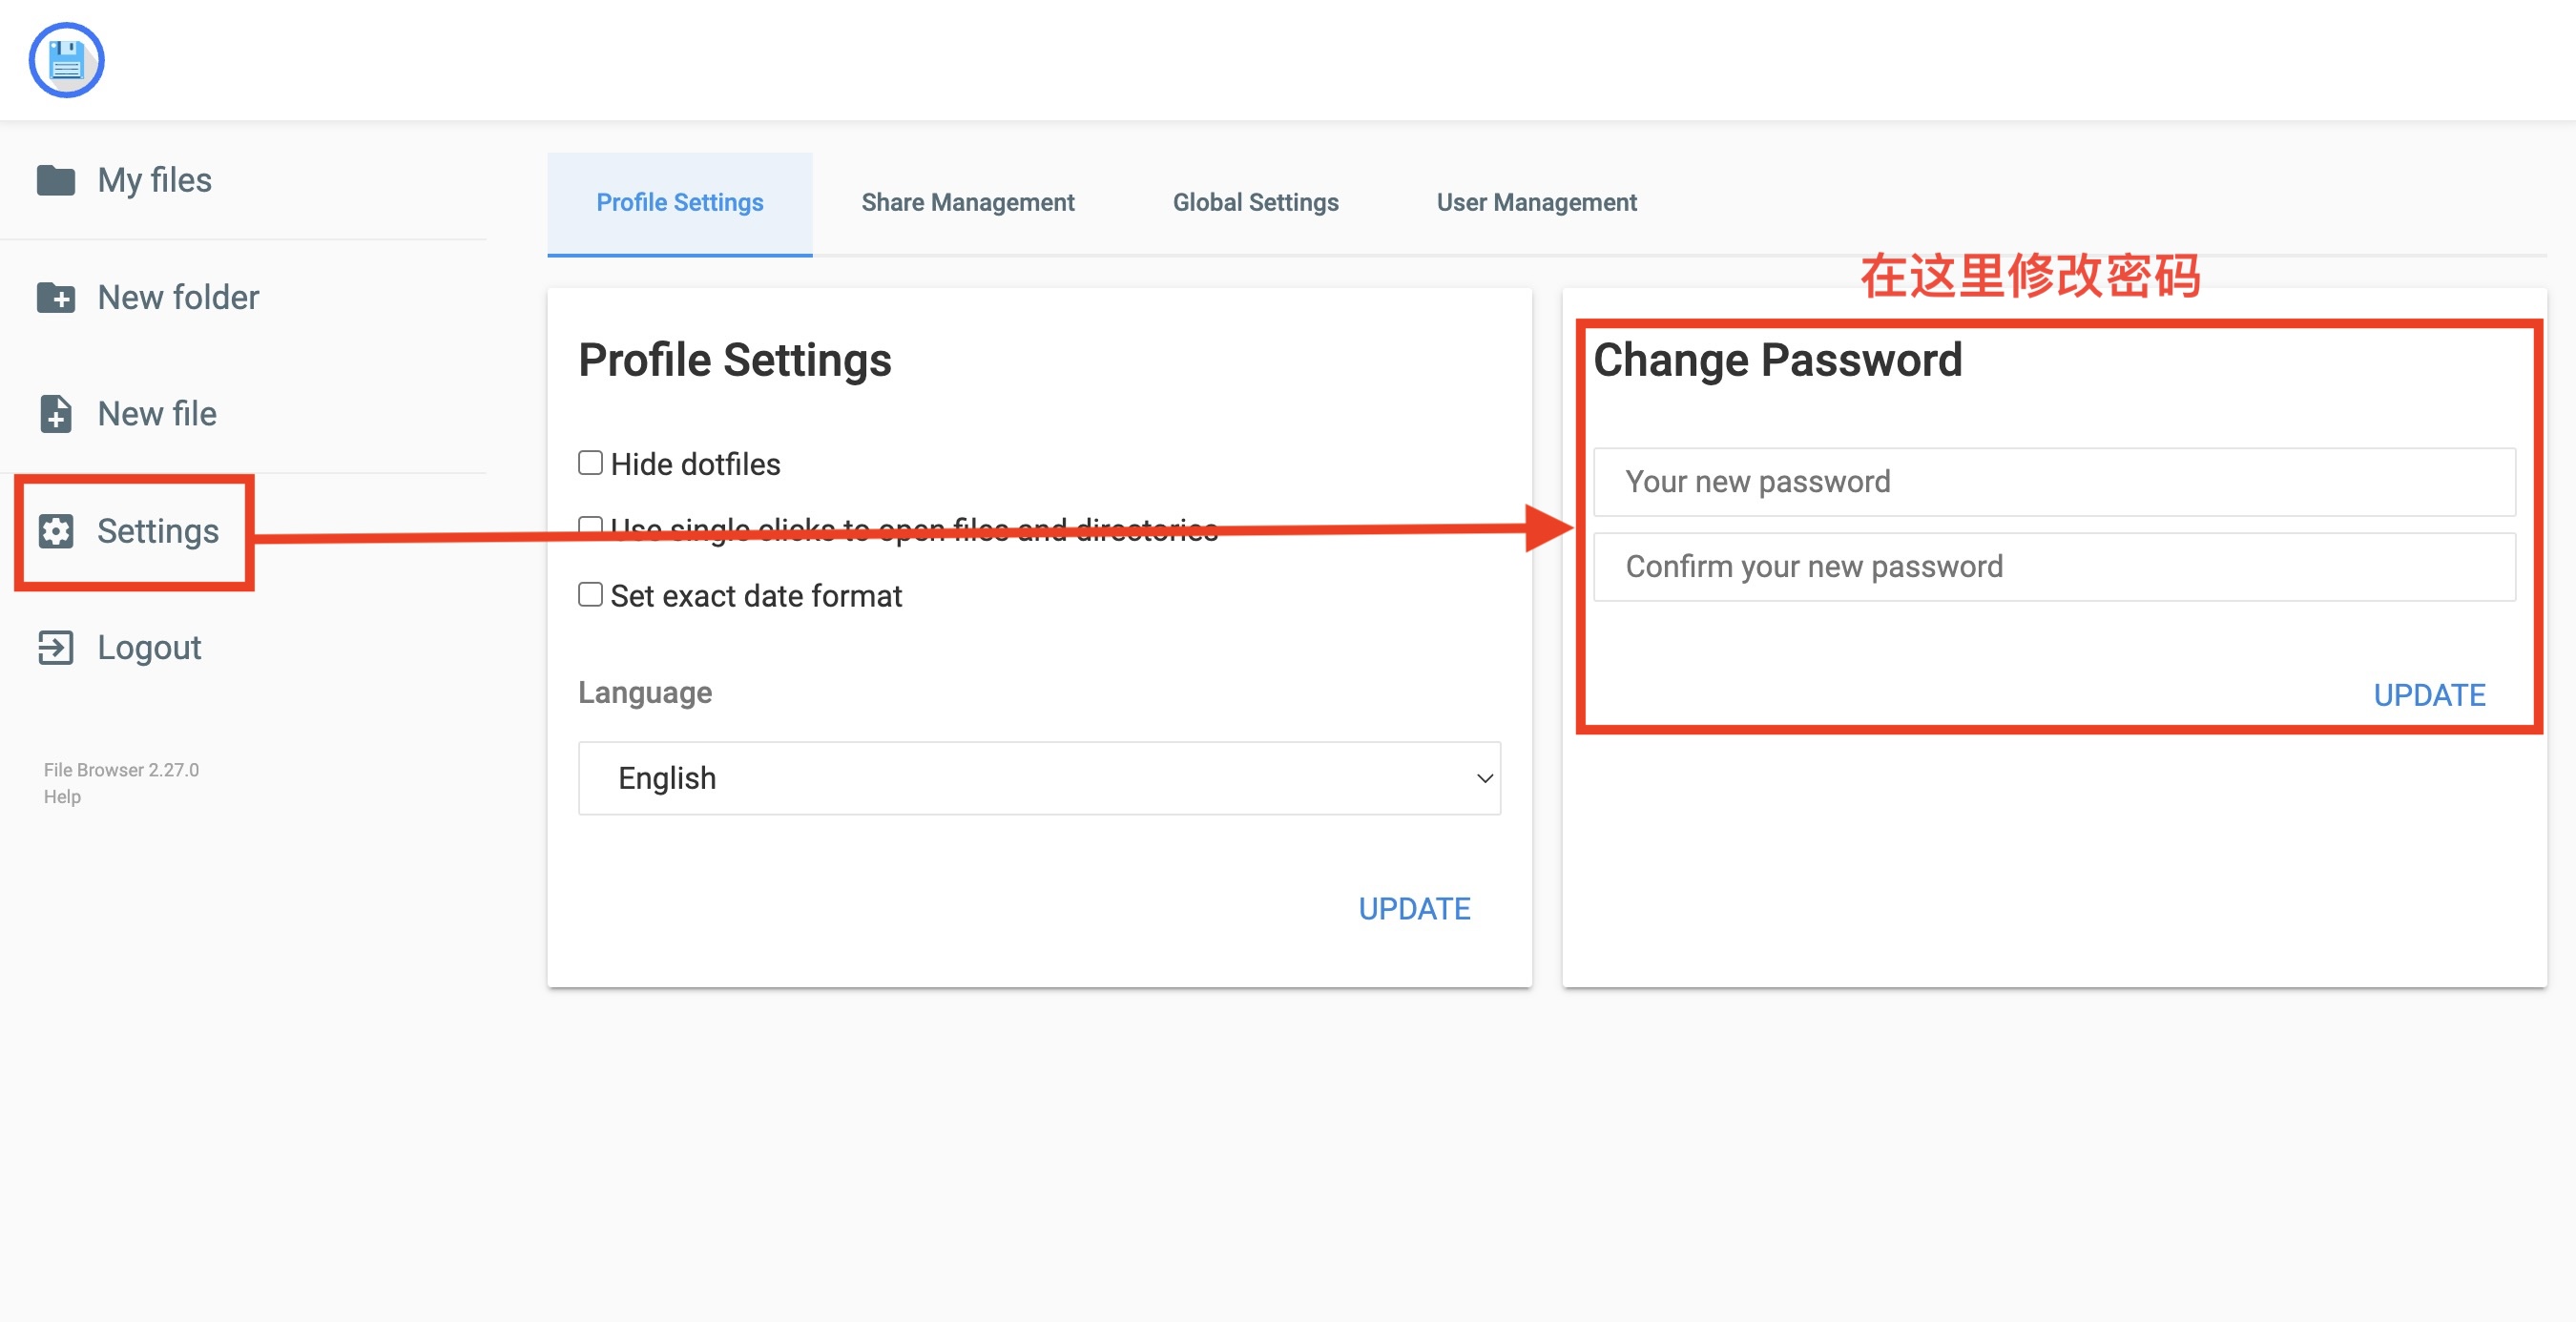 My files
New folder
New file
Settings
Logout
File Browser 2.27.0
Help
Profile Settings
Share Management
Global Settings
User Management
Profile Settings
Hide dotfiles
Use single clicks to open files and directories
Set exact date format
Language
English
UPDATE
在这里修改密码
Change Password
Your new password
Confirm your new password
UPDATE